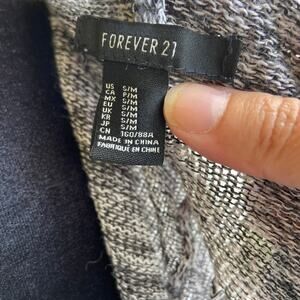 FOREVER 21
US S/M
CA P/M
MX S/M
EU S/M
UK S/M
KR S/M
JP S/M
CN 160/88A
MADE IN CHINA
FABRIQUÉ EN CHINE